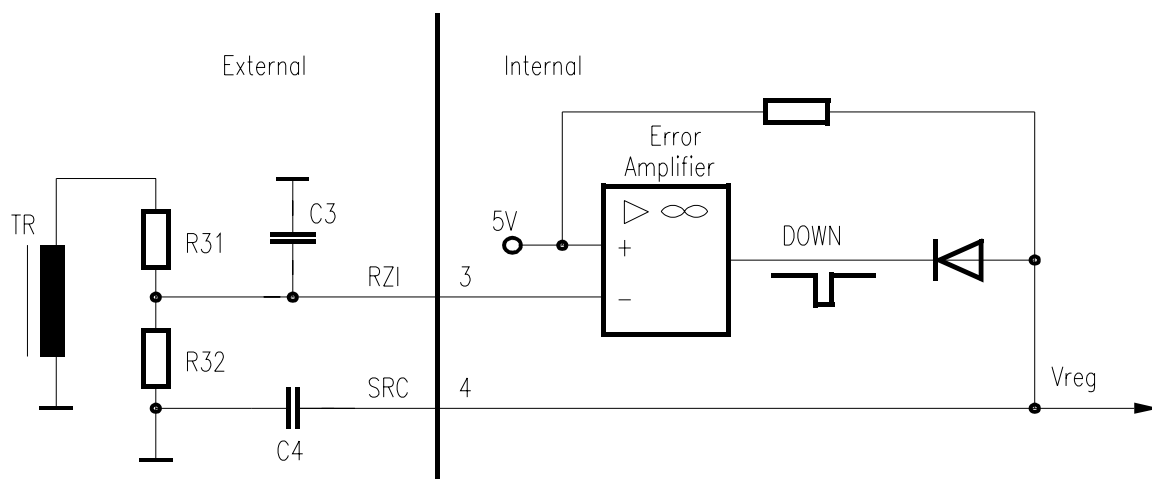 External
Internal
Error
Amplifier
TR
R31
C3
5V
+
DOWN
RZI
3
−
R32
SRC
4
Vreg
C4